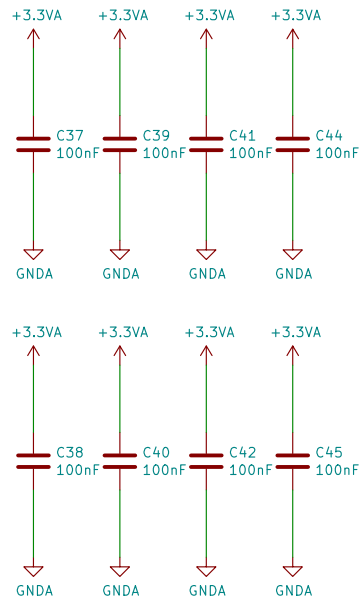 +3.3VA +3.3VA +3.3VA +3.3VA
C37 C39 C41 C44
100nF 100nF 100nF 100nF
GNDA GNDA GNDA GNDA
+3.3VA +3.3VA +3.3VA +3.3VA
C38 C40 C42 C45
100nF 100nF 100nF 100nF
GNDA GNDA GNDA GNDA